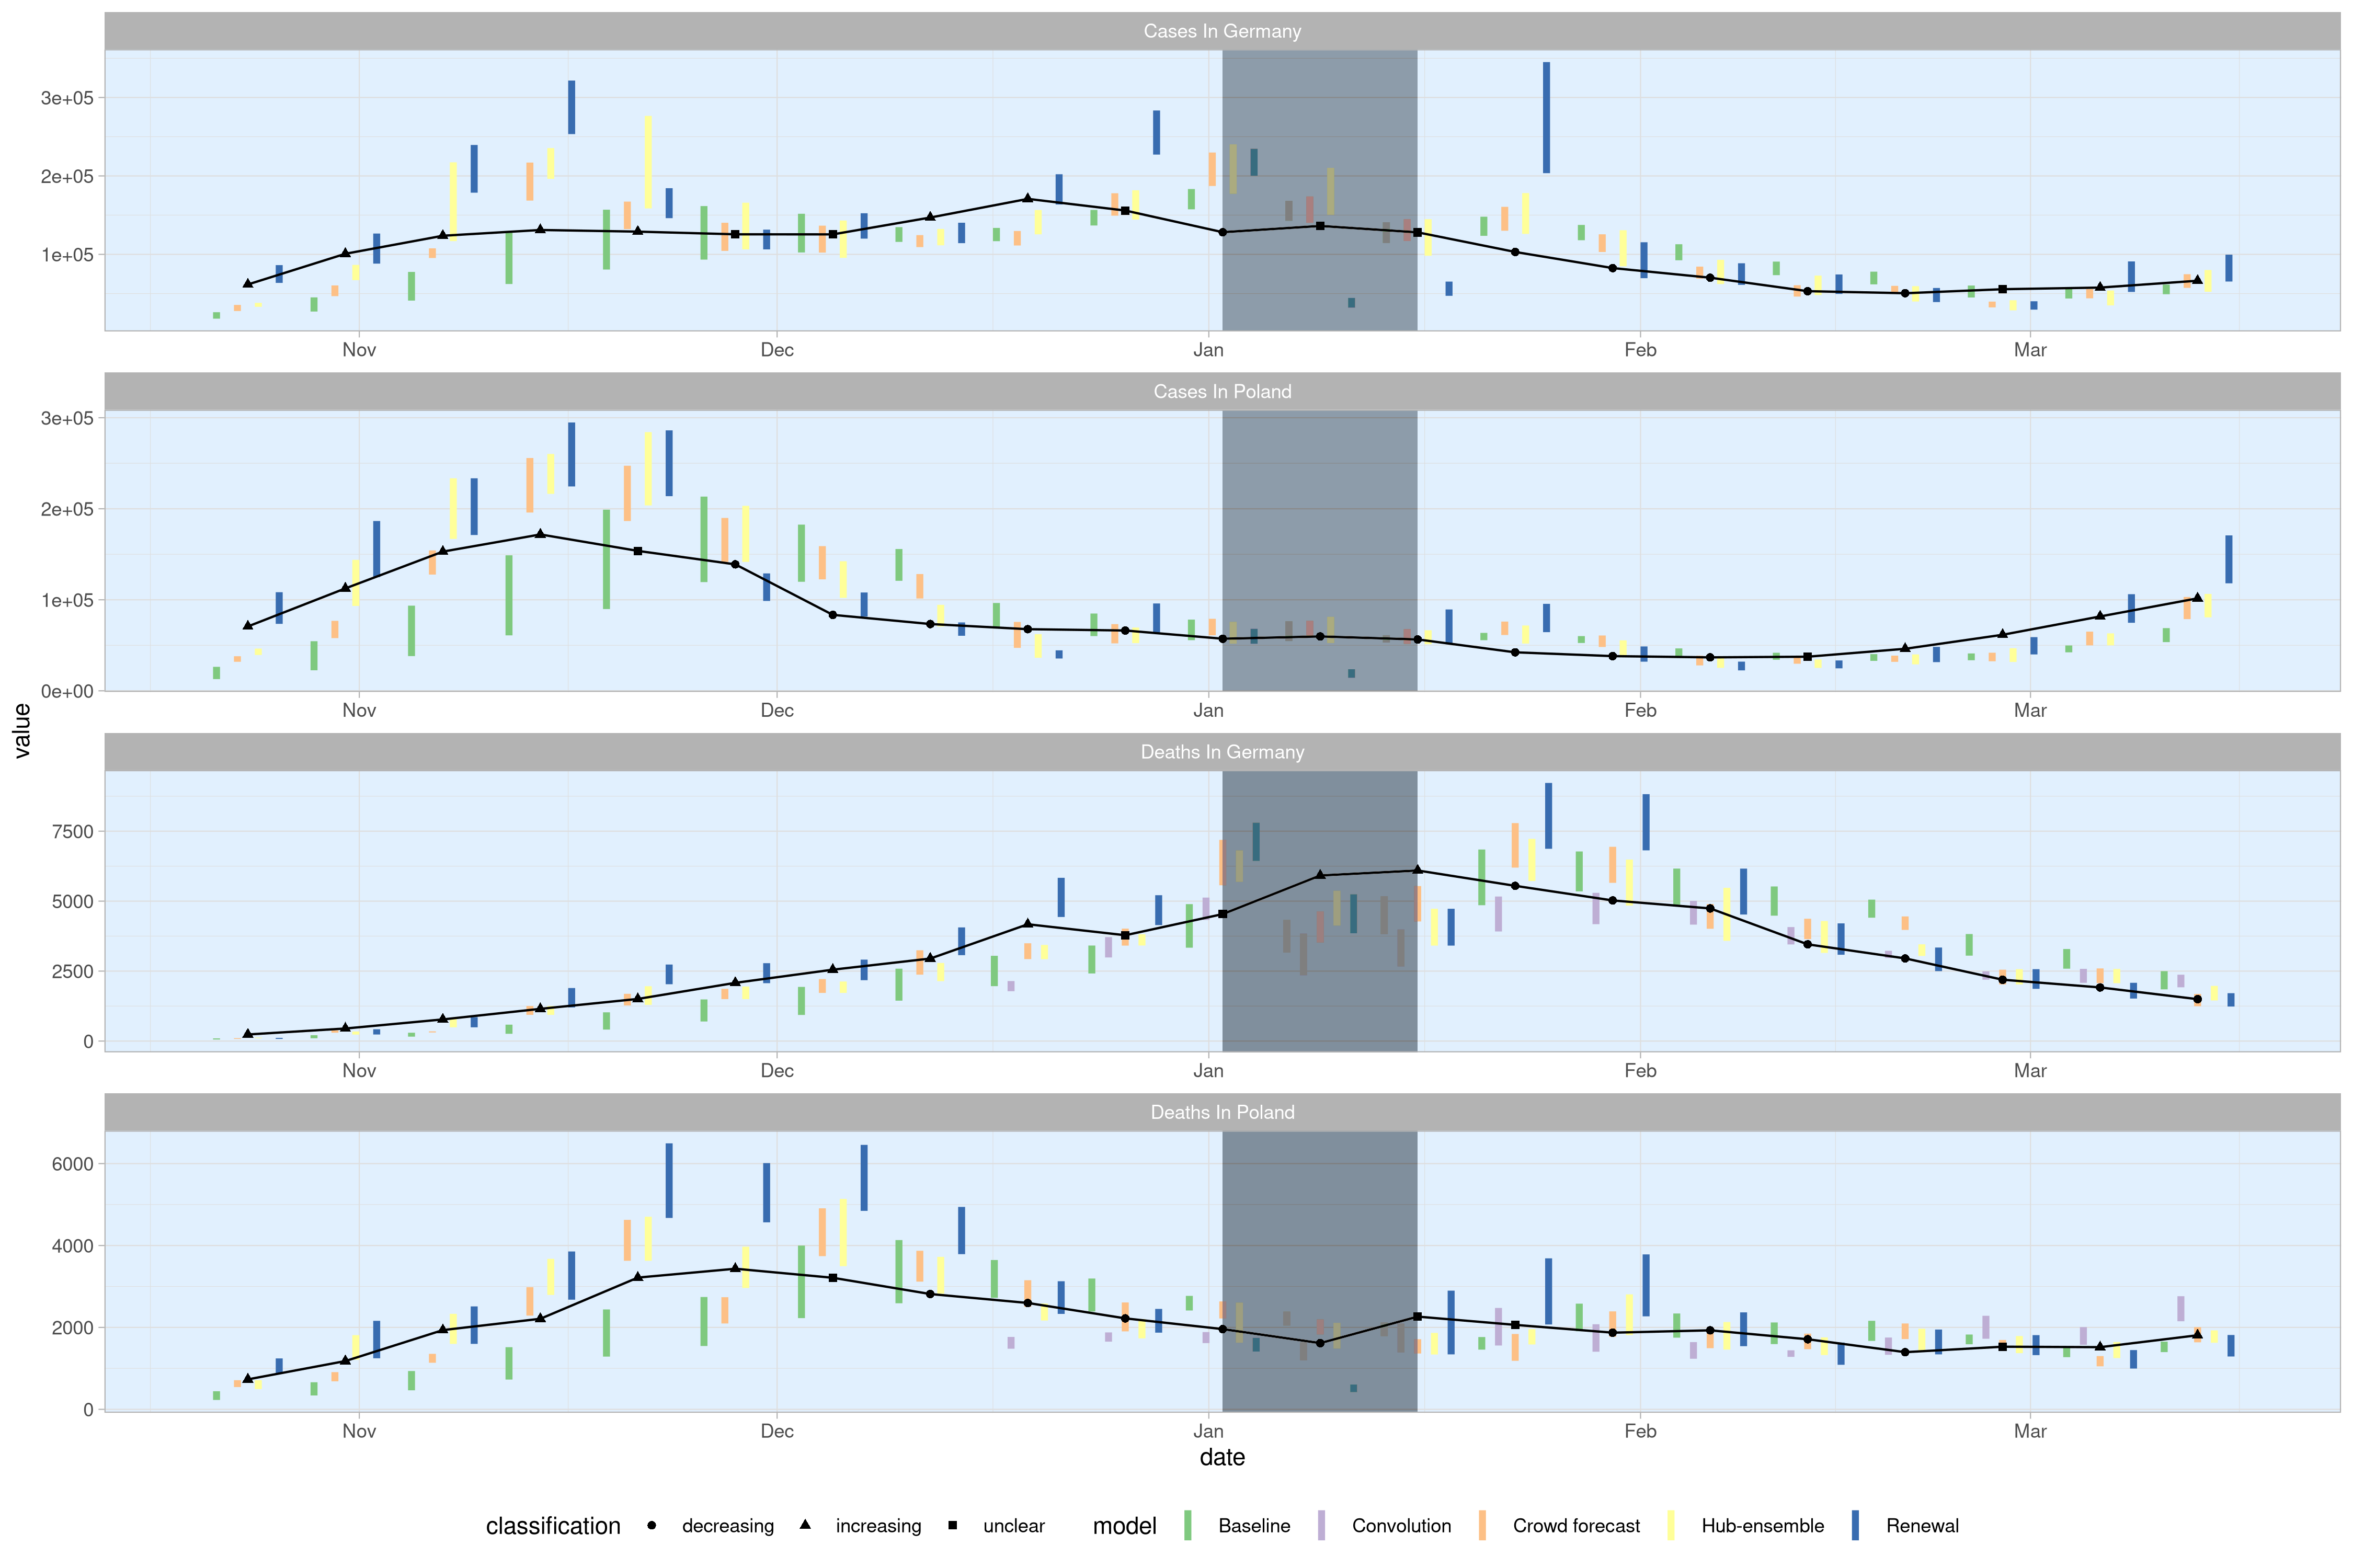 Cases In Germany
3e+05
2e+05
1e+05
Nov Dec Jan Feb Mar
Cases In Poland
3e+05
2e+05
1e+05
0e+00
Nov Dec Jan Feb Mar
value
Deaths In Germany
7500
5000
2500
0
Nov Dec Jan Feb Mar
Deaths In Poland
6000
4000
2000
0
Nov Dec Jan Feb Mar
date
classification decreasing increasing unclear model Baseline Convolution Crowd forecast Hub-ensemble Renewal